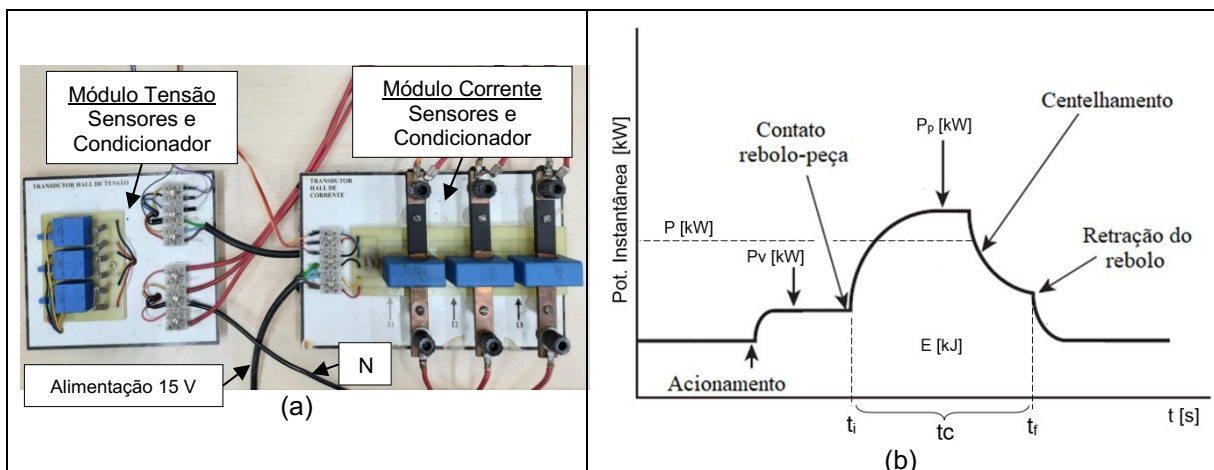 Módulo Tensão
Sensores e
Condicionador
Módulo Corrente
Sensores e
Condicionador
TRANSDUTOR HALL DE TENSÃO
TRANSDUTOR
HALL DE
CORRENTE
I1
I2
I3
Alimentação 15 V
N
(a)
Pot. Instantânea [kW]
Contato
rebolo-peça
Pp [kW]
Centelhamento
P [kW]
Pv [kW]
Retração do
rebolo
E [kJ]
Acionamento
ti
tc
tf
t [s]
(b)